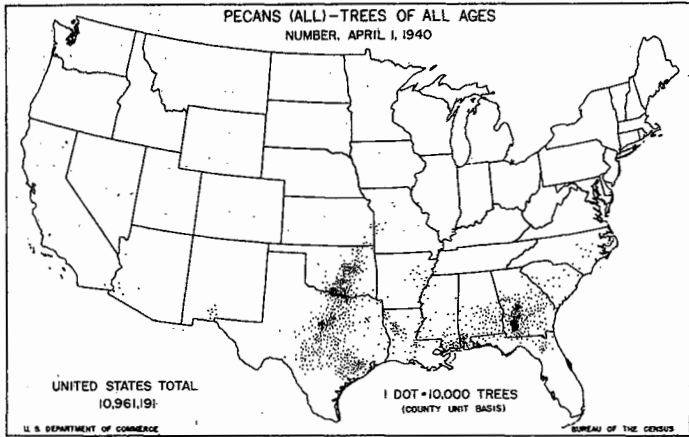 PECANS (ALL)-TREES OF ALL AGES
NUMBER, APRIL 1, 1940
UNITED STATES TOTAL
10,961,191
1 DOT=10,000 TREES
(COUNTY UNIT BASIS)
U. S. DEPARTMENT OF COMMERCE
BUREAU OF THE CENSUS